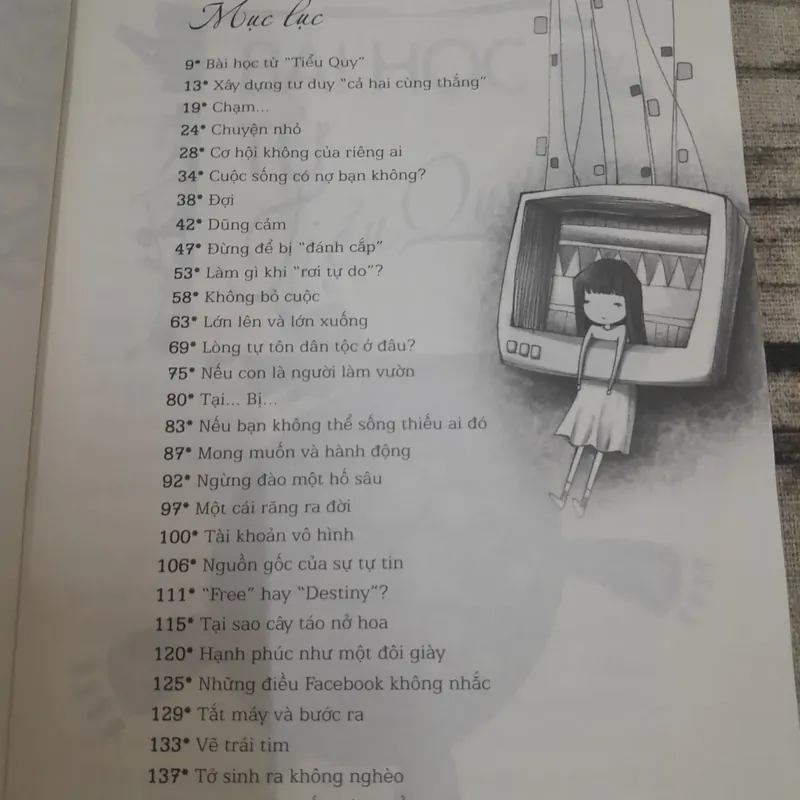 Mục lục
9* Bài học từ "Tiểu Quy"
13* Xây dựng tư duy "cả hai cùng thắng"
19* Chạm...
24* Chuyện nhỏ
28* Cơ hội không của riêng ai
34* Cuộc sống có nợ bạn không?
38* Đợi
42* Dũng cảm
47* Đừng để bị "đánh cắp"
53* Làm gì khi "rơi tự do"?
58* Không bỏ cuộc
63* Lớn lên và lớn xuống
69* Lòng tự tôn dân tộc ở đâu?
75* Nếu con là người làm vườn
80* Tại... Bị...
83* Nếu bạn không thể sống thiếu ai đó
87* Mong muốn và hành động
92* Ngừng đào một hố sâu
97* Một cái răng ra đời
100* Tài khoản vô hình
106* Nguồn gốc của sự tự tin
111* "Free" hay "Destiny"?
115* Tại sao cây táo nở hoa
120* Hạnh phúc như một đôi giày
125* Những điều Facebook không nhắc
129* Tắt máy và bước ra
133* Vẽ trái tim
137* Tớ sinh ra không nghèo